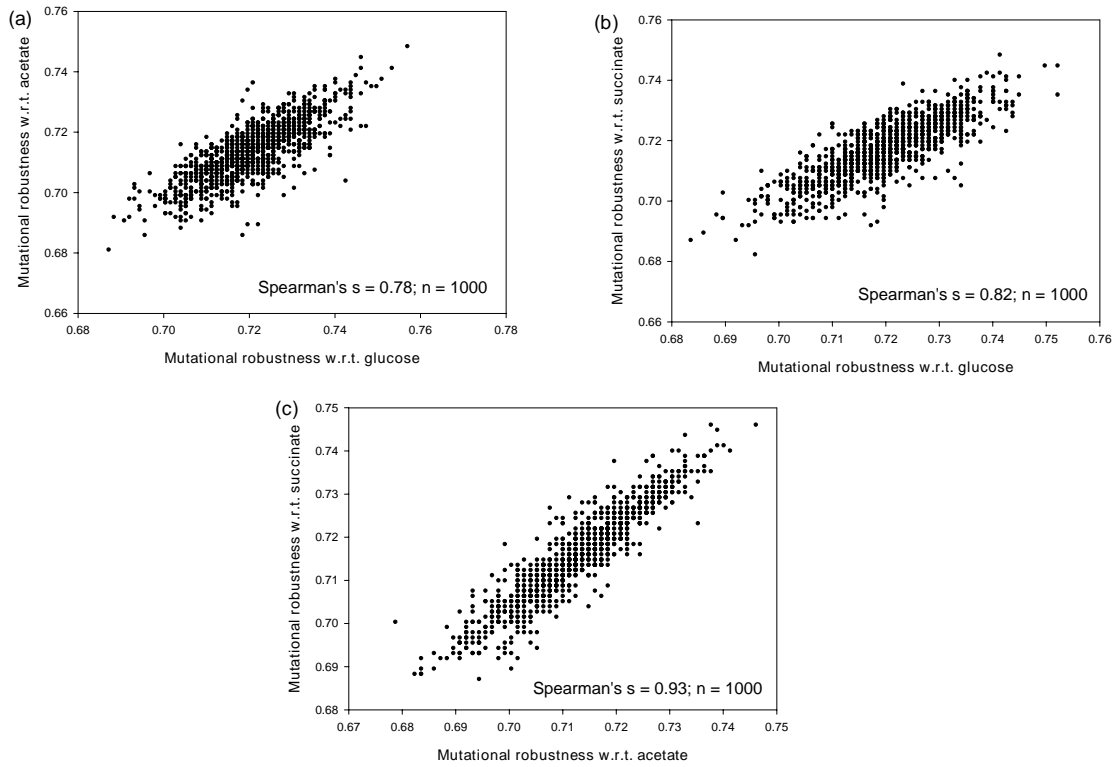 (a)
Mutational robustness w.r.t. acetate
0.76
0.74
0.72
0.70
0.68
0.66
0.68 0.70 0.72 0.74 0.76 0.78
Spearman's s = 0.78; n = 1000
Mutational robustness w.r.t. glucose
(b)
Mutational robustness w.r.t. succinate
0.76
0.74
0.72
0.70
0.68
0.66
0.68 0.69 0.70 0.71 0.72 0.73 0.74 0.75 0.76
Spearman's s = 0.82; n = 1000
Mutational robustness w.r.t. glucose
(c)
Mutational robustness w.r.t. succinate
0.75
0.74
0.73
0.72
0.71
0.70
0.69
0.68
0.67 0.68 0.69 0.70 0.71 0.72 0.73 0.74 0.75
Spearman's s = 0.93; n = 1000
Mutational robustness w.r.t. acetate